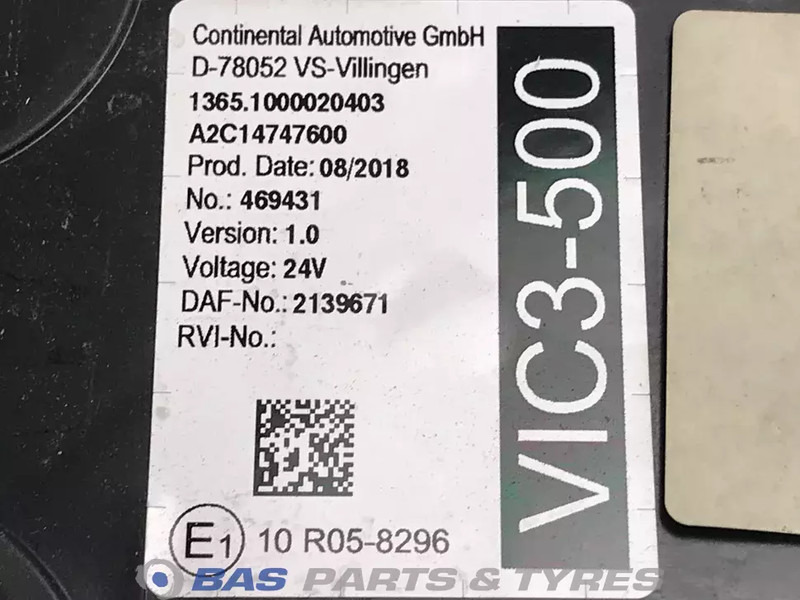 Continental Automotive GmbH
D-78052 VS-Villingen
1365.1000020403
A2C14747600
Prod. Date: 08/2018
No.: 469431
Version: 1.0
Voltage: 24V
DAF-No.: 2139671
RVI-No.:
E1 10 R05-8296
VIC3-500
BAS PARTS & TYRES